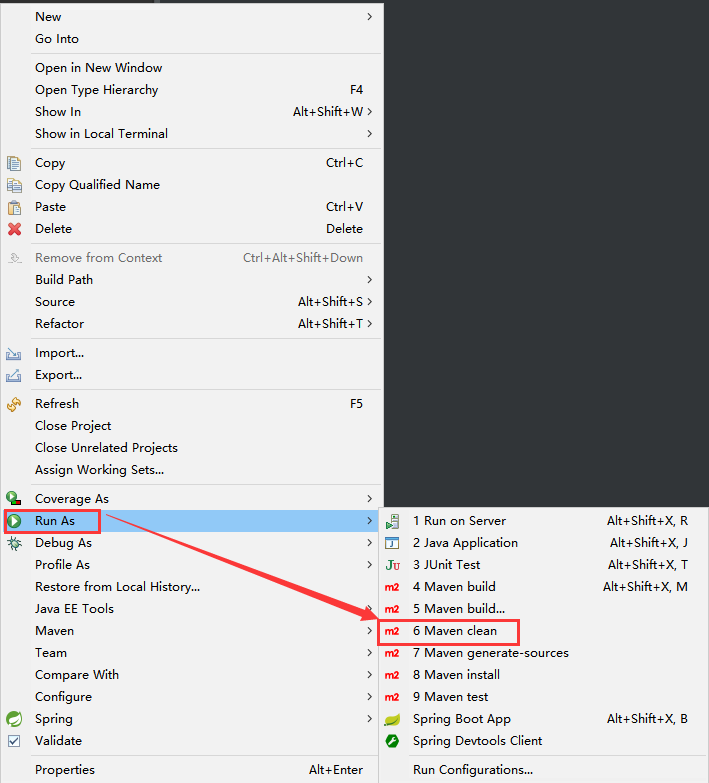 New
Go Into
Open in New Window
Open Type Hierarchy F4
Show In Alt+Shift+W
Show in Local Terminal
Copy Ctrl+C
Copy Qualified Name
Paste Ctrl+V
Delete Delete
Remove from Context Ctrl+Alt+Shift+Down
Build Path
Source Alt+Shift+S
Refactor Alt+Shift+T
Import...
Export...
Refresh F5
Close Project
Close Unrelated Projects
Assign Working Sets...
Coverage As
Run As
Debug As
Profile As
Restore from Local History...
Java EE Tools
Maven
Team
Compare With
Configure
Spring
Validate
Properties Alt+Enter
1 Run on Server Alt+Shift+X, R
J 2 Java Application Alt+Shift+X, J
JU 3 JUnit Test Alt+Shift+X, T
m2 4 Maven build Alt+Shift+X, M
m2 5 Maven build...
m2 6 Maven clean
m2 7 Maven generate-sources
m2 8 Maven install
m2 9 Maven test
Spring Boot App Alt+Shift+X, B
Spring Devtools Client
Run Configurations...